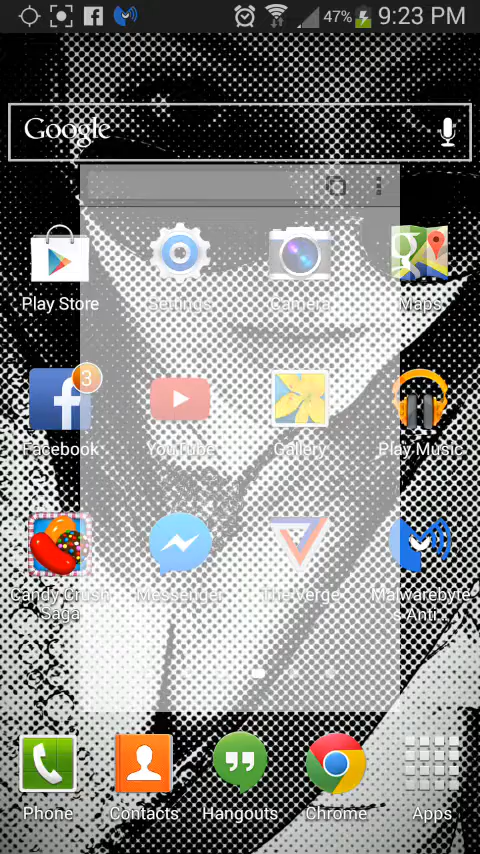 47% 9:23 PM
Google
Play Store Settings Camera Maps
3
Facebook YouTube Gallery Play Music
Candy Crush Messenger The Verge Malwarebyte
Saga s Anti...
Phone Contacts Hangouts Chrome Apps